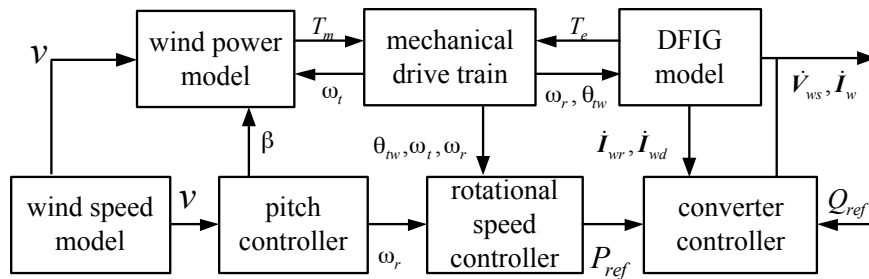 v
wind power
model
T_m
ω_t
mechanical
drive train
T_e
ω_r, θ_tw
DFIG
model
V̇_ws, İ_w
β
θ_tw, ω_t, ω_r
İ_wr, İ_wd
wind speed
model
v
pitch
controller
ω_r
rotational
speed
controller
P_ref
converter
controller
Q_ref